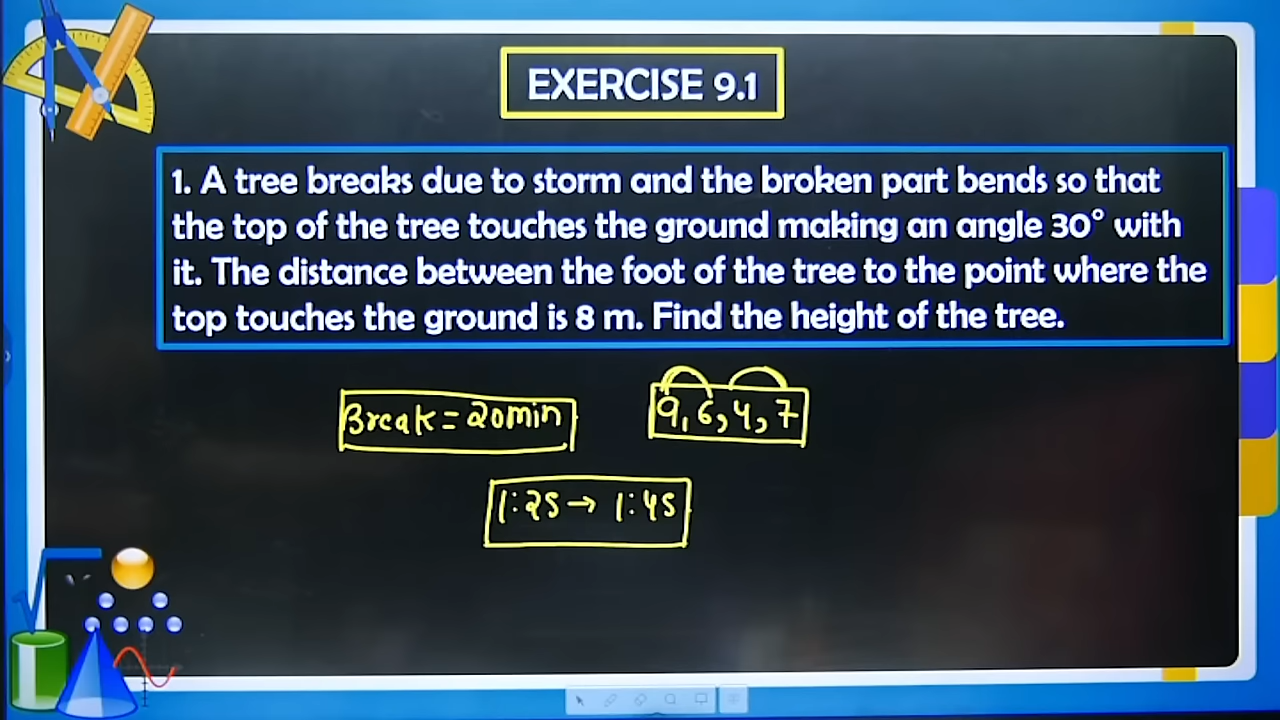 EXERCISE 9.1
1. A tree breaks due to storm and the broken part bends so that
the top of the tree touches the ground making an angle 30° with
it. The distance between the foot of the tree to the point where the
top touches the ground is 8 m. Find the height of the tree.
Break = 20min
9, 6, 4, 7
1:25 → 1:45